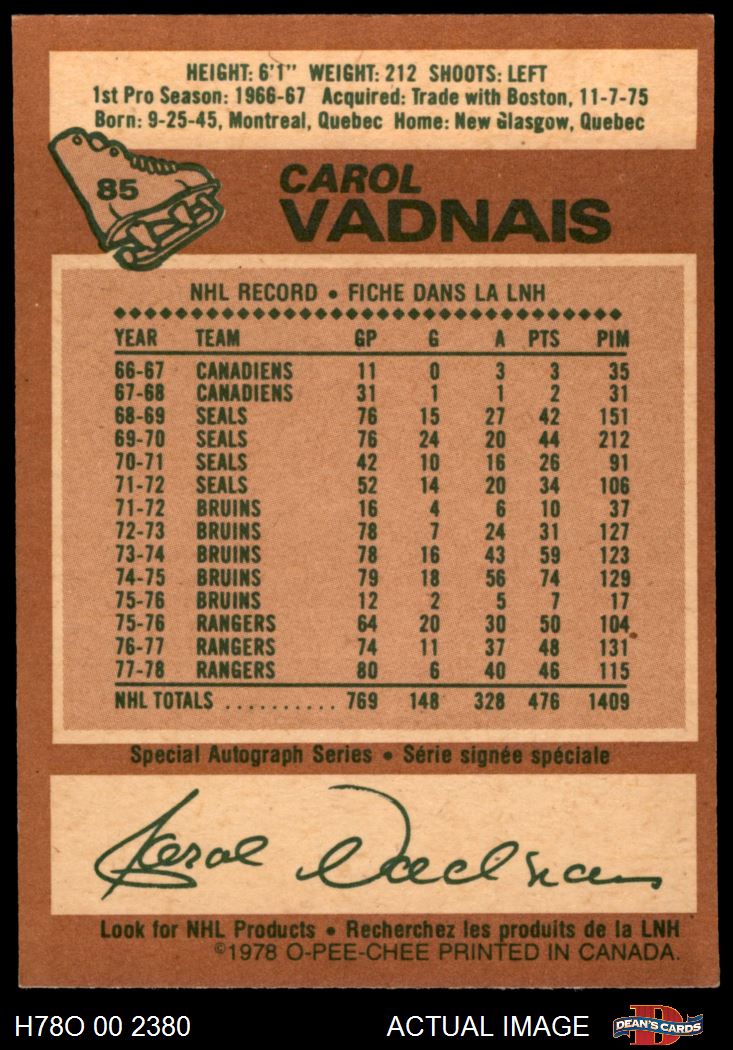 HEIGHT: 6'1" WEIGHT: 212 SHOOTS: LEFT
1st Pro Season: 1966-67 Acquired: Trade with Boston, 11-7-75
Born: 9-25-45, Montreal, Quebec Home: New Glasgow, Quebec
85
CAROL
VADNAIS
NHL RECORD • FICHE DANS LA LNH
YEAR TEAM GP G A PTS PIM
66-67 CANADIENS 11 0 3 3 35
67-68 CANADIENS 31 1 1 2 31
68-69 SEALS 76 15 27 42 151
69-70 SEALS 76 24 20 44 212
70-71 SEALS 42 10 16 26 91
71-72 SEALS 52 14 20 34 106
71-72 BRUINS 16 4 6 10 37
72-73 BRUINS 78 7 24 31 127
73-74 BRUINS 78 16 43 59 123
74-75 BRUINS 79 18 56 74 129
75-76 BRUINS 12 2 5 7 17
75-76 RANGERS 64 20 30 50 104
76-77 RANGERS 74 11 37 48 131
77-78 RANGERS 80 6 40 46 115
NHL TOTALS .......... 769 148 328 476 1409
Special Autograph Series • Série signée spéciale
Carol Vadnais
Look for NHL Products • Recherchez les produits de la LNH
©1978 O-PEE-CHEE PRINTED IN CANADA.
H78O 00 2380 ACTUAL IMAGE DEAN'S CARDS